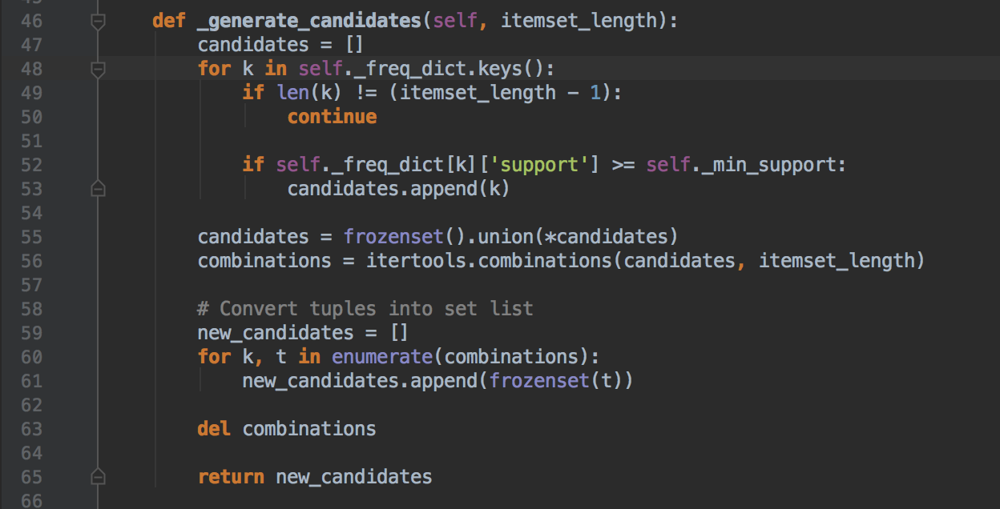 46 def _generate_candidates(self, itemset_length):
47 candidates = []
48 for k in self._freq_dict.keys():
49 if len(k) != (itemset_length - 1):
50 continue
51
52 if self._freq_dict[k]['support'] >= self._min_support:
53 candidates.append(k)
54
55 candidates = frozenset().union(*candidates)
56 combinations = itertools.combinations(candidates, itemset_length)
57
58 # Convert tuples into set list
59 new_candidates = []
60 for k, t in enumerate(combinations):
61 new_candidates.append(frozenset(t))
62
63 del combinations
64
65 return new_candidates
66